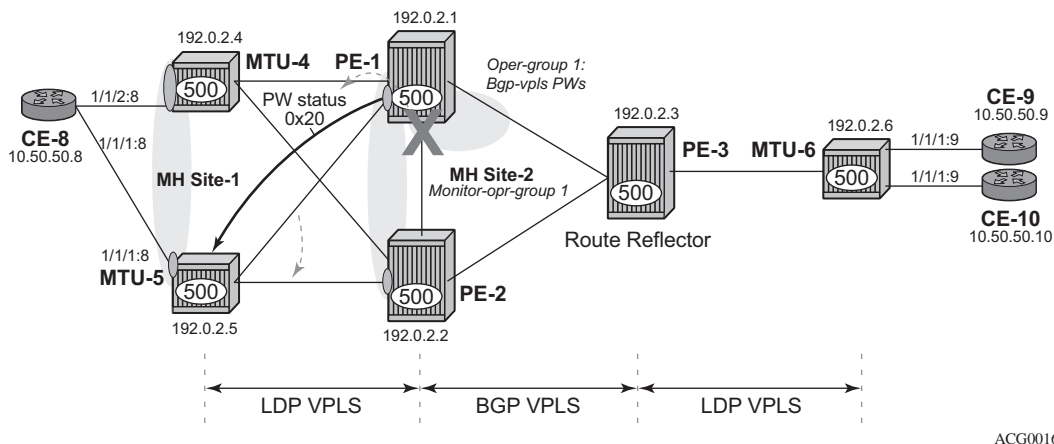 192.0.2.1
192.0.2.4
MTU-4
PE-1
Oper-group 1:
Bgp-vpls PWs
500
500
PW status
0x20
1/1/2:8
CE-8
10.50.50.8
1/1/1:8
MH Site-1
X
MH Site-2
Monitor-opr-group 1
192.0.2.3
PE-3
500
Route Reflector
MTU-6
192.0.2.6
500
1/1/1:9
1/1/1:9
CE-9
10.50.50.9
CE-10
10.50.50.10
1/1/1:8
MTU-5
500
192.0.2.5
500
PE-2
192.0.2.2
LDP VPLS
BGP VPLS
LDP VPLS
ACG0016